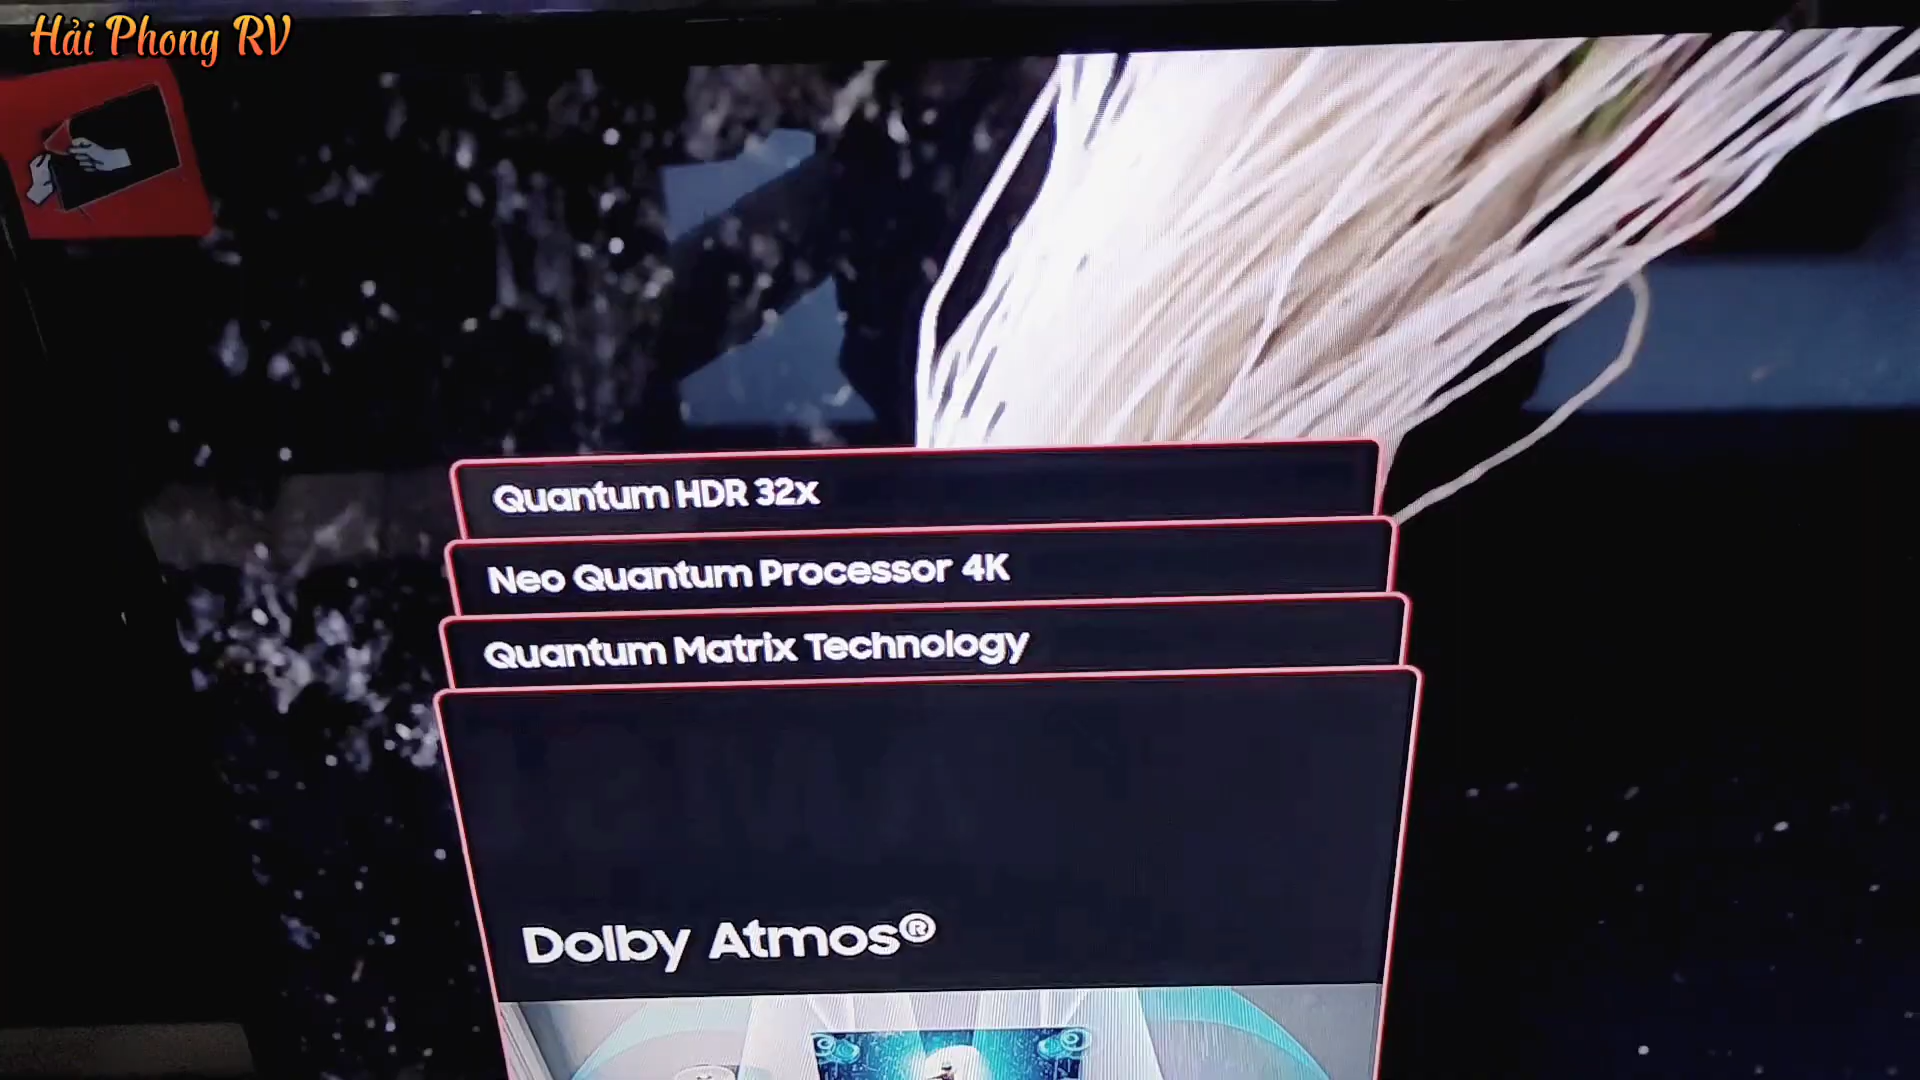 Hải Phong RV
Quantum HDR 32x
Neo Quantum Processor 4K
Quantum Matrix Technology
Dolby Atmos®